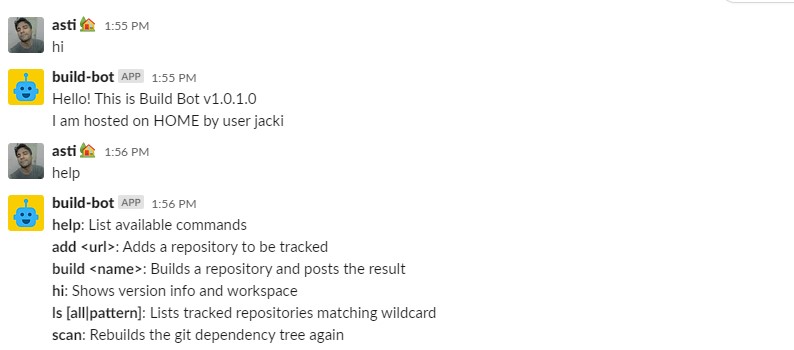 asti 1:55 PM
hi
build-bot APP 1:55 PM
Hello! This is Build Bot v1.0.1.0
I am hosted on HOME by user jacki
asti 1:56 PM
help
build-bot APP 1:56 PM
help: List available commands
add <url>: Adds a repository to be tracked
build <name>: Builds a repository and posts the result
hi: Shows version info and workspace
ls [all|pattern]: Lists tracked repositories matching wildcard
scan: Rebuilds the git dependency tree again